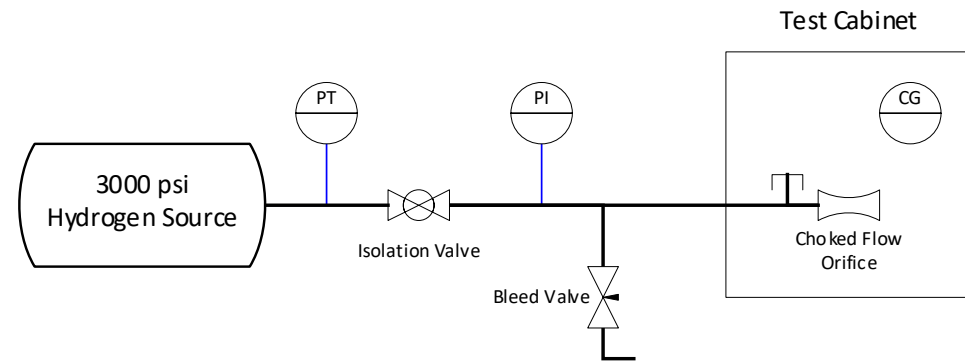 Test Cabinet
PT
PI
CG
3000 psi
Hydrogen Source
Isolation Valve
Choked Flow
Orifice
Bleed Valve